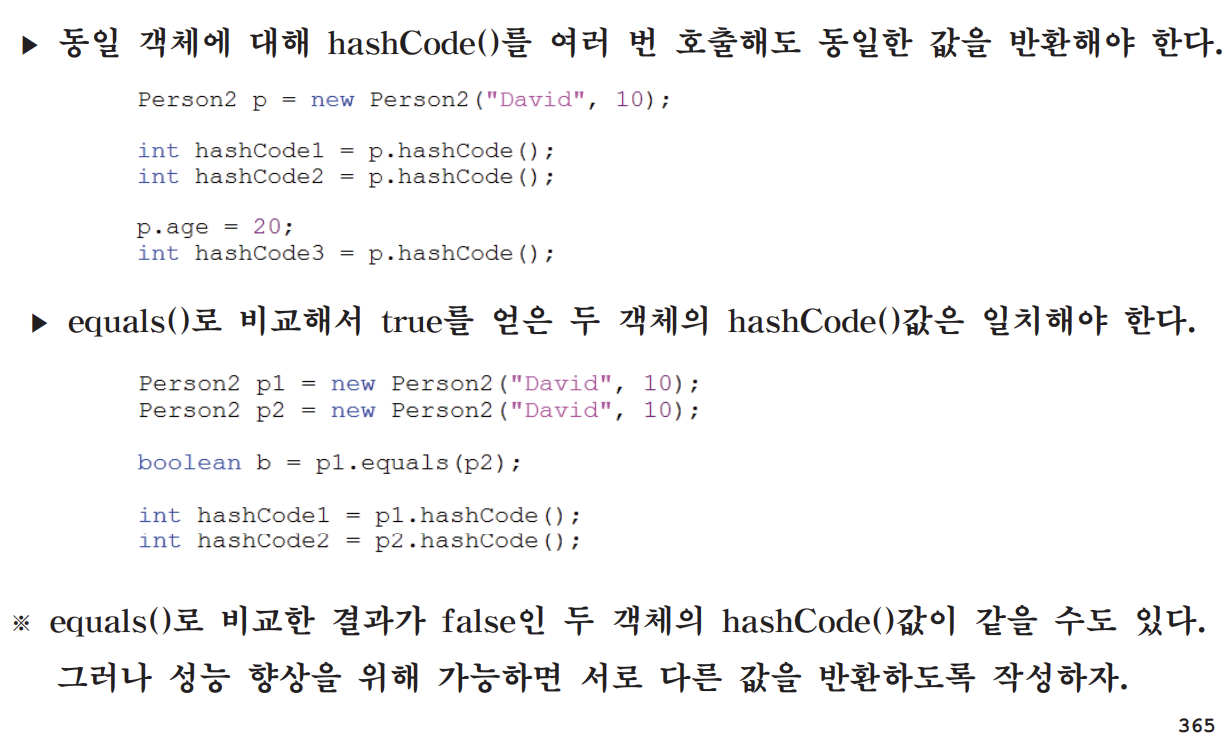 ▶ 동일 객체에 대해 hashCode()를 여러 번 호출해도 동일한 값을 반환해야 한다.
Person2 p = new Person2("David", 10);
int hashCode1 = p.hashCode();
int hashCode2 = p.hashCode();
p.age = 20;
int hashCode3 = p.hashCode();
▶ equals()로 비교해서 true를 얻은 두 객체의 hashCode()값은 일치해야 한다.
Person2 p1 = new Person2("David", 10);
Person2 p2 = new Person2("David", 10);
boolean b = p1.equals(p2);
int hashCode1 = p1.hashCode();
int hashCode2 = p2.hashCode();
※ equals()로 비교한 결과가 false인 두 객체의 hashCode()값이 같을 수도 있다.
그러나 성능 향상을 위해 가능하면 서로 다른 값을 반환하도록 작성하자.
365